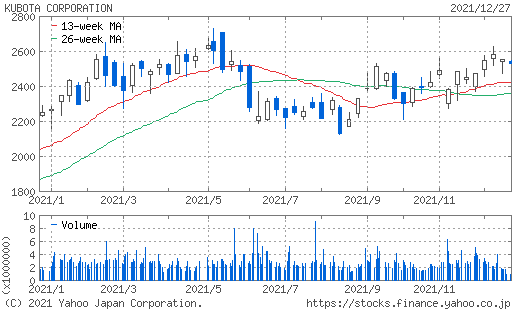 KUBOTA CORPORATION 2021/12/27
2800
2600
2400
2200
2000
1800
13-week MA
26-week MA
2021/1 2021/3 2021/5 2021/7 2021/9 2021/11
10
8
6
4
2
0
(x1000000)
Volume
2021/1 2021/3 2021/5 2021/7 2021/9 2021/11
(C) 2021 Yahoo Japan Corporation. https://stocks.finance.yahoo.co.jp/